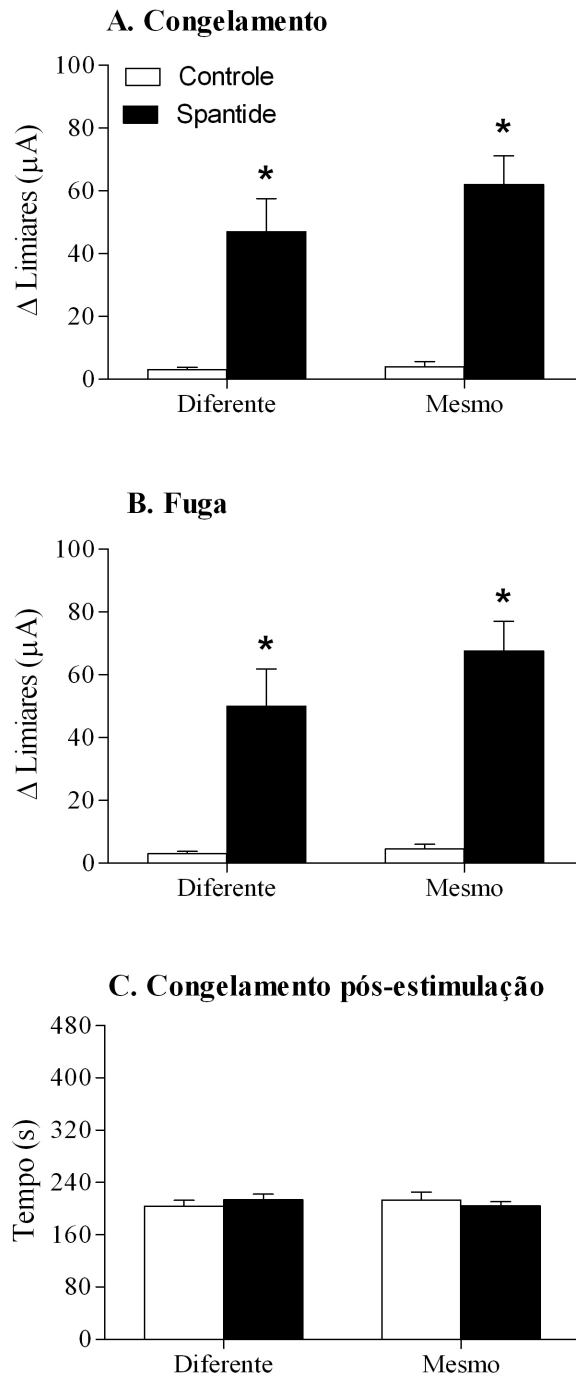 A. Congelamento
Δ Limiares (µA)
100
80
60
40
20
0
Controle
Spantide
*
*
Diferente
Mesmo
B. Fuga
Δ Limiares (µA)
100
80
60
40
20
0
*
*
Diferente
Mesmo
C. Congelamento pós-estimulação
Tempo (s)
480
400
320
240
160
80
0
Diferente
Mesmo